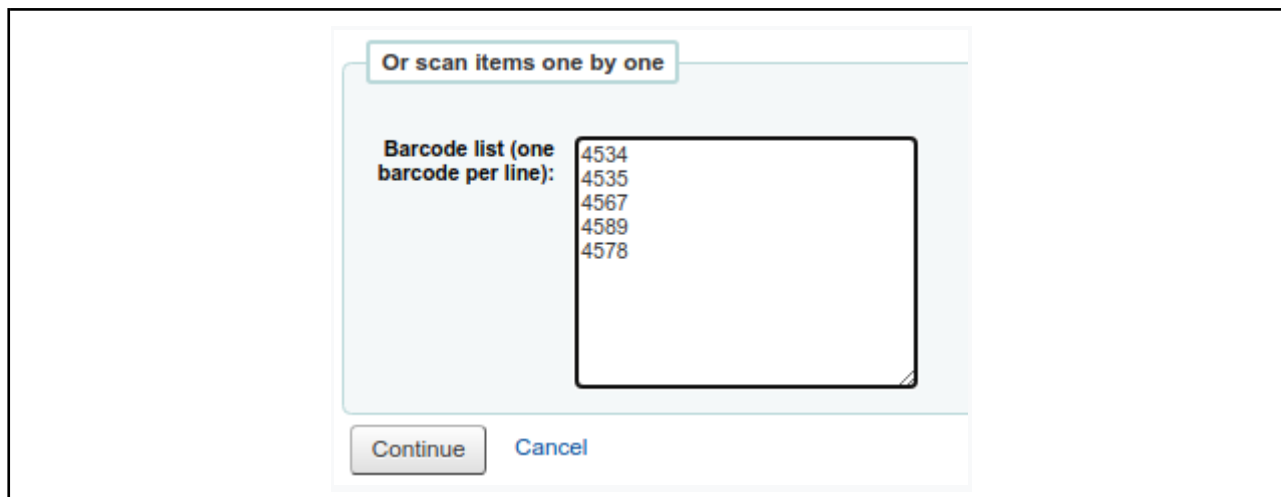 Or scan items one by one
Barcode list (one
barcode per line):
4534
4535
4567
4589
4578
Continue
Cancel